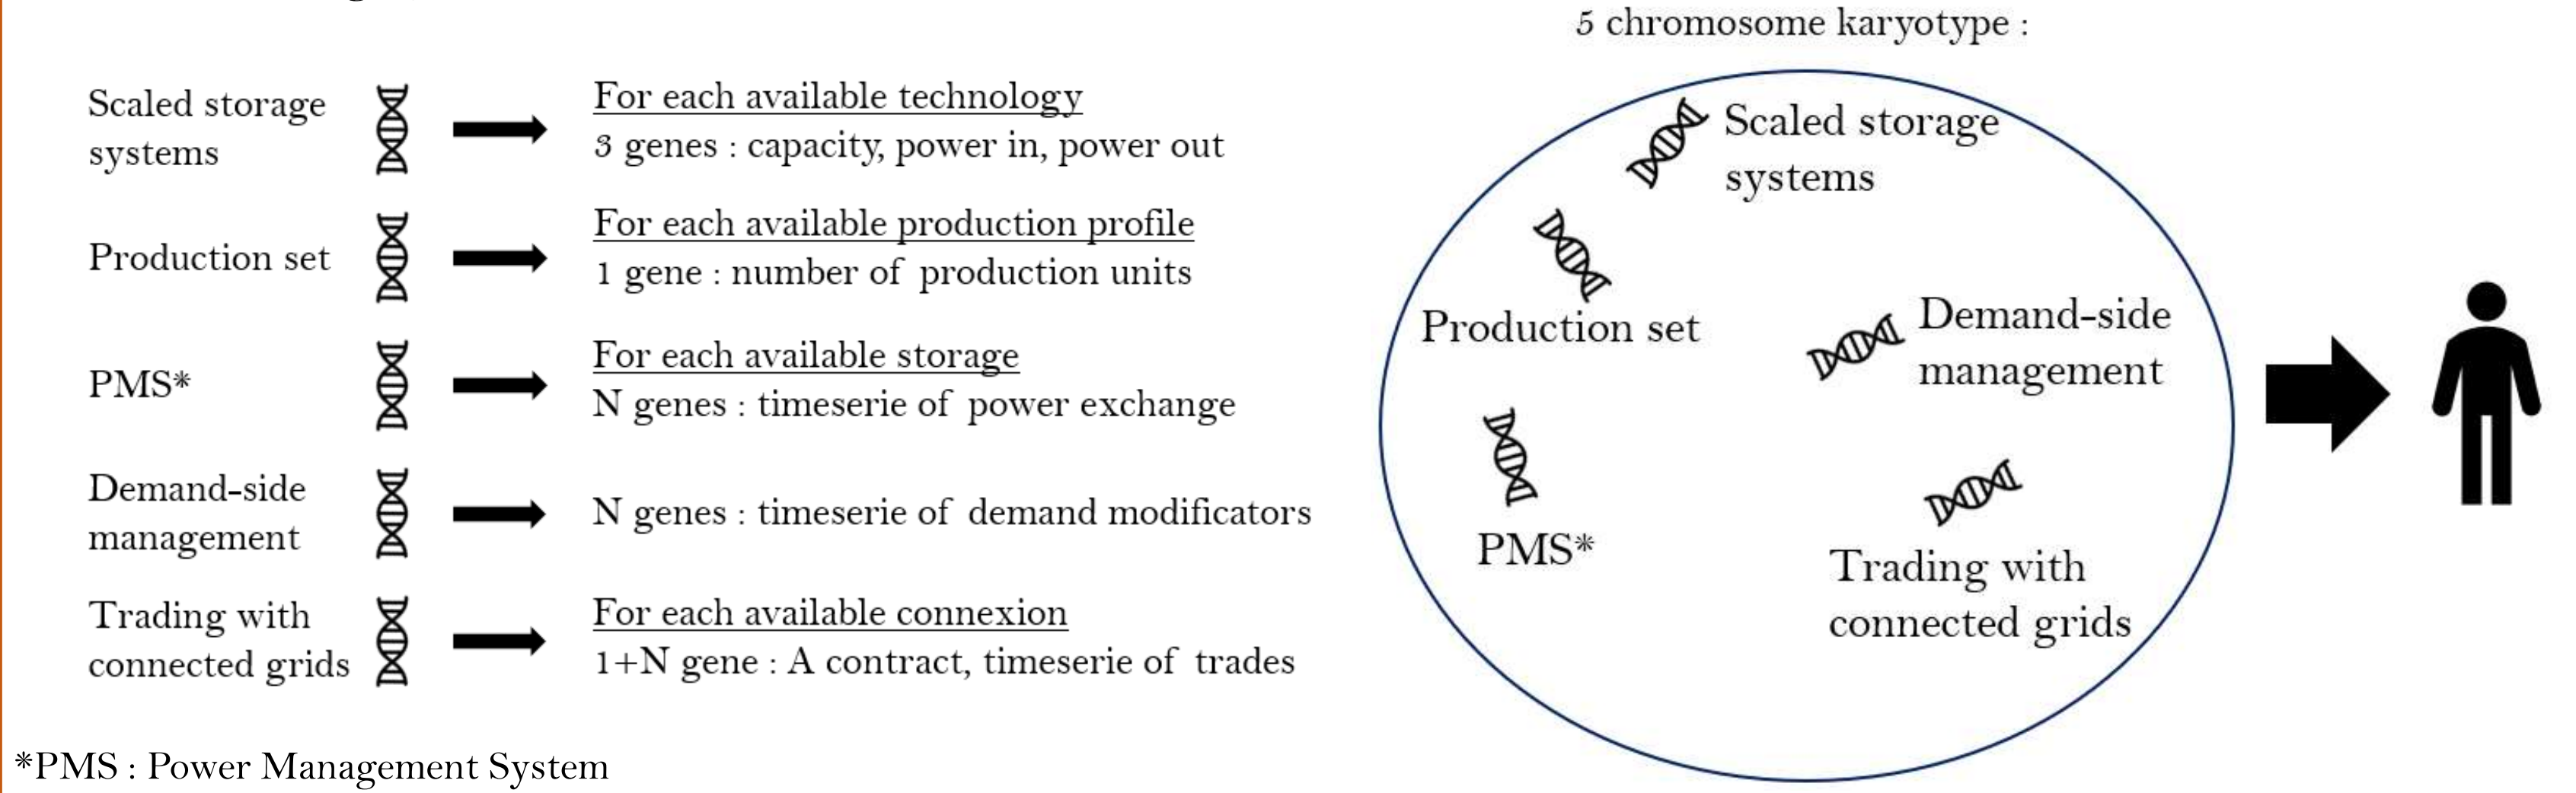 Scaled storage
systems
For each available technology
3 genes : capacity, power in, power out
Production set
For each available production profile
1 gene : number of production units
PMS*
For each available storage
N genes : timeserie of power exchange
Demand-side
management
N genes : timeserie of demand modificators
Trading with
connected grids
For each available connexion
1+N gene : A contract, timeserie of trades
*PMS : Power Management System
5 chromosome karyotype :
Scaled storage
systems
Production set
Demand-side
management
PMS*
Trading with
connected grids